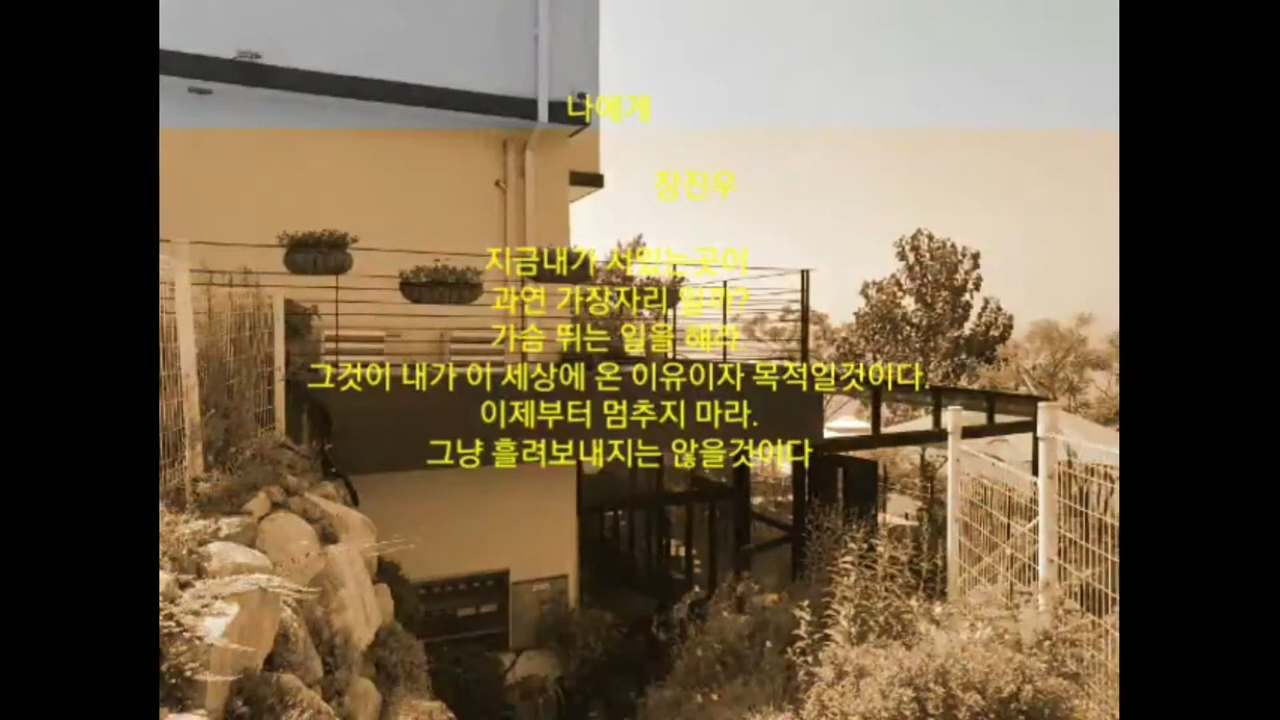 나에게
장진우
지금내가 서있는곳이
과연 가장자리 일까?
가슴 뛰는 일을 해라.
그것이 내가 이 세상에 온 이유이자 목적일것이다.
이제부터 멈추지 마라.
그냥 흘려보내지는 않을것이다